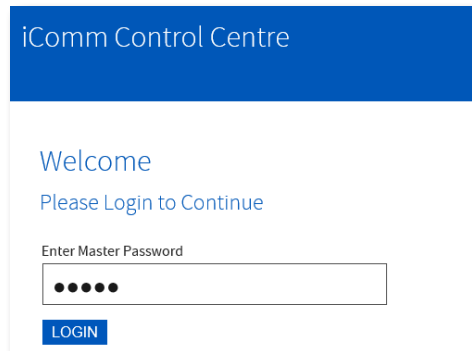 iComm Control Centre
Welcome
Please Login to Continue
Enter Master Password
●●●●●
LOGIN